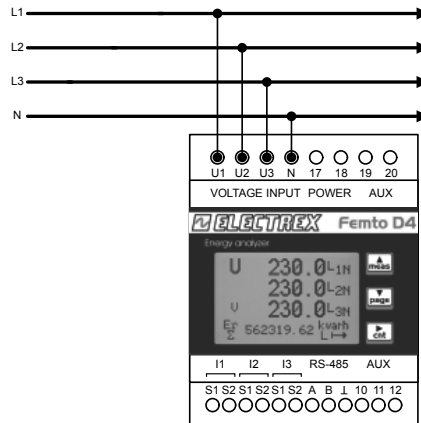 L1
L2
L3
N
U1 U2 U3 N 17 18 19 20
VOLTAGE INPUT POWER AUX
ELECTREX Femto D4
Energy analyzer
U 230.0 L1N
230.0 L2N
V 230.0 L3N
Er Σ 562319.62 kvarh L
meas
page
cnt
I1 I2 I3 RS-485 AUX
S1 S2 S1 S2 S1 S2 A B ⊥ 10 11 12